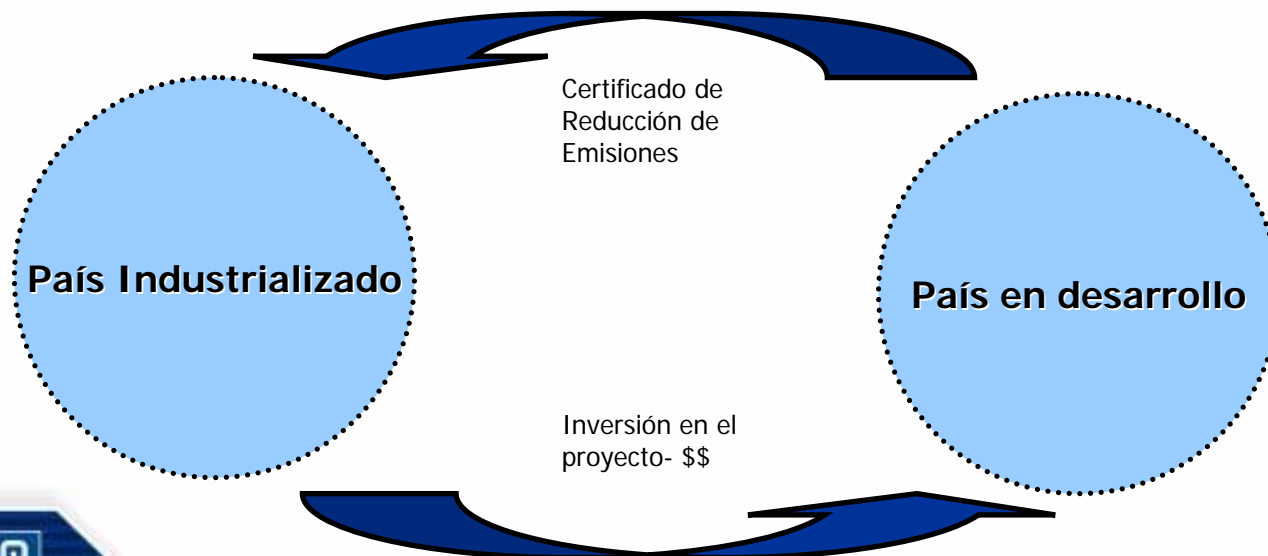 Certificado de
Reducción de
Emisiones
País Industrializado
País en desarrollo
Inversión en el
proyecto- $$